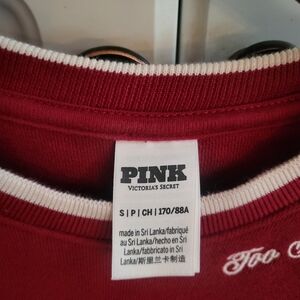 PINK
VICTORIA'S SECRET
S | P | CH | 170/88A
made in Sri Lanka/fabriqué
au Sri Lanka/hecho en Sri
Lanka/fabbricato in Sri
Lanka/斯里兰卡制造
Too